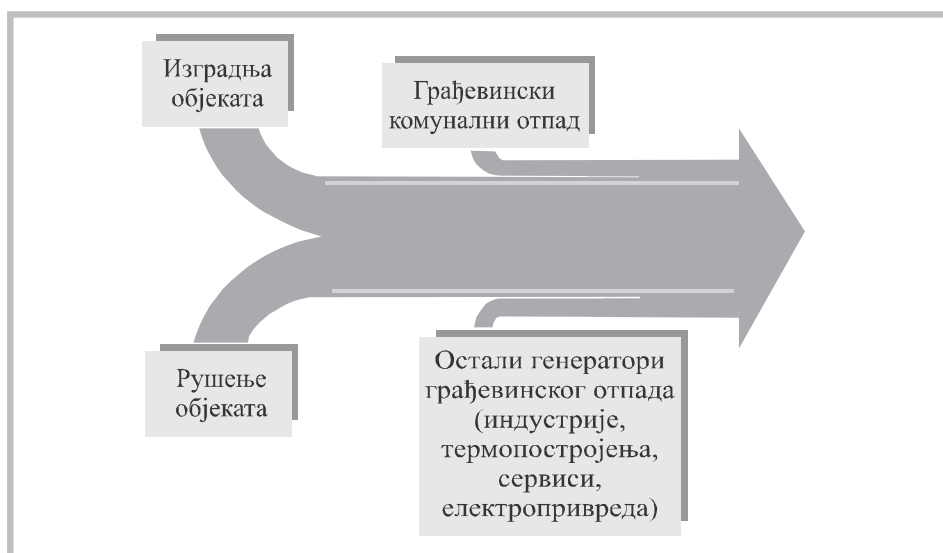 Изградња
објеката
Грађевински
комунални отпад
Рушење
објеката
Остали генератори
грађевинског отпада
(индустрије,
термопостројења,
сервиси,
електропривреда)